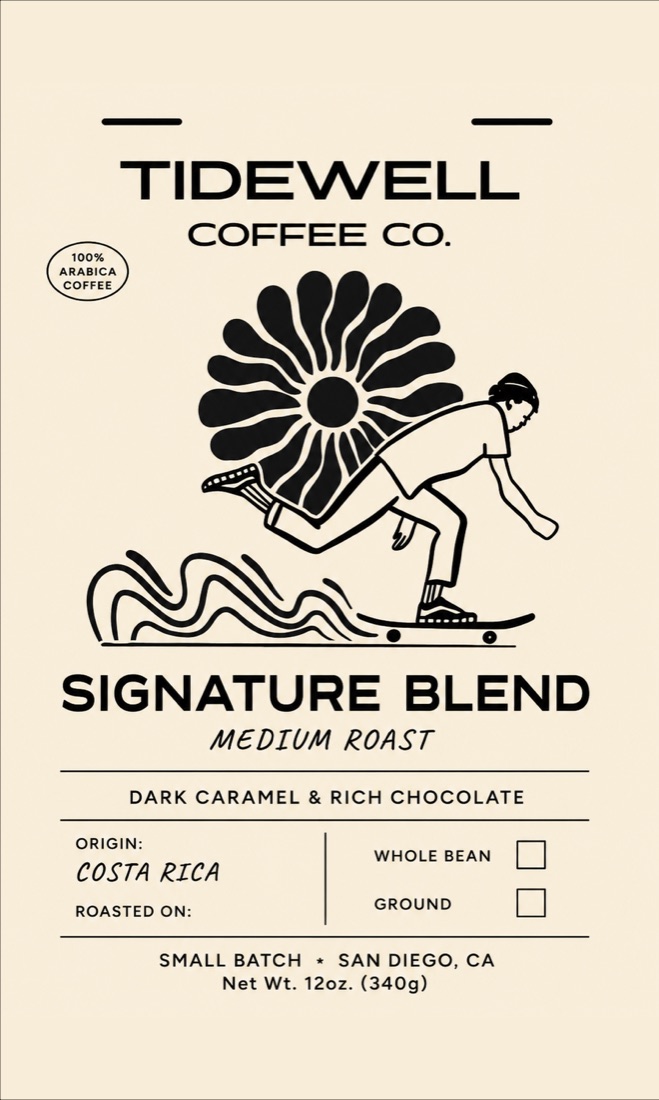 TIDEWELL
COFFEE CO.
100%
ARABICA
COFFEE
SIGNATURE BLEND
MEDIUM ROAST
DARK CARAMEL & RICH CHOCOLATE
ORIGIN:
COSTA RICA
ROASTED ON:
WHOLE BEAN
GROUND
SMALL BATCH ★ SAN DIEGO, CA
Net Wt. 12oz. (340g)